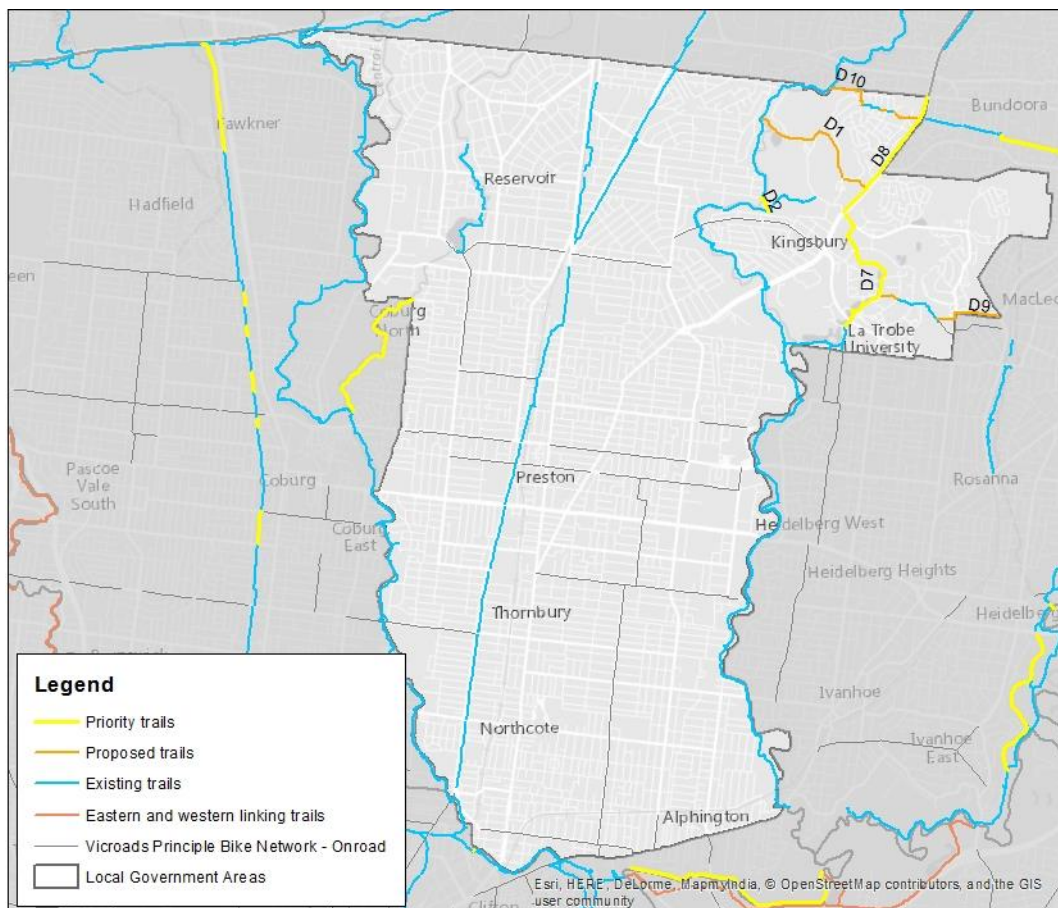 D10
Bundoora
Fawkner
D1
D8
Reservoir
Hadfield
D2
Kingsbury
D7
D9
Coburg
North
La Trobe
University
Pascoe
Vale
South
Coburg
Preston
Rosanna
Coburg
East
Heidelberg West
Heidelberg Heights
Thornbury
Heidelberg
Ivanhoe
Northcote
Ivanhoe
East
Alphington
Legend
Priority trails
Proposed trails
Existing trails
Eastern and western linking trails
Vicroads Principle Bike Network - Onroad
Local Government Areas
Esri, HERE, DeLorme, MapmyIndia, © OpenStreetMap contributors, and the GIS
user community